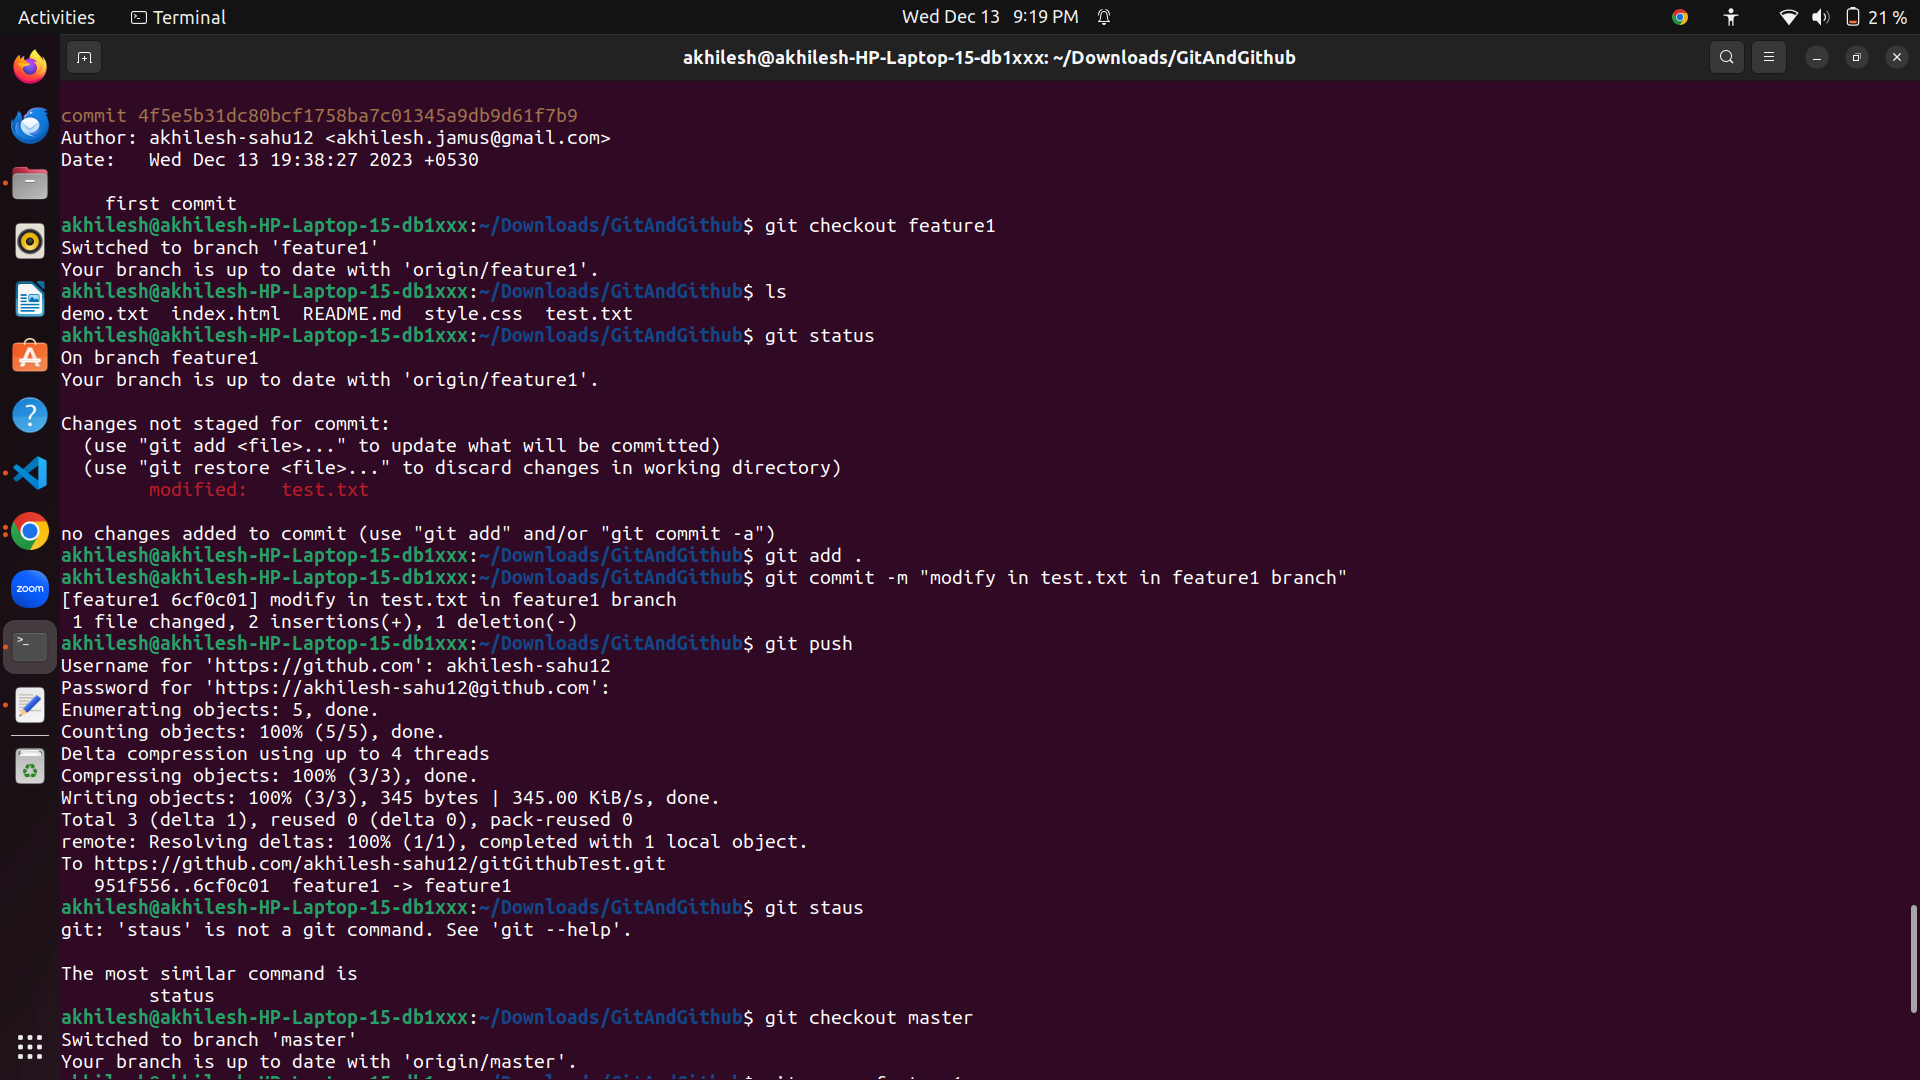 Activities Terminal Wed Dec 13 9:19 PM 21 %
akhilesh@akhilesh-HP-Laptop-15-db1xxx: ~/Downloads/GitAndGithub
commit 4f5e5b31dc80bcf1758ba7c01345a9db9d61f7b9
Author: akhilesh-sahu12 <akhilesh.jamus@gmail.com>
Date:   Wed Dec 13 19:38:27 2023 +0530
    first commit
akhilesh@akhilesh-HP-Laptop-15-db1xxx:~/Downloads/GitAndGithub$ git checkout feature1
Switched to branch 'feature1'
Your branch is up to date with 'origin/feature1'.
akhilesh@akhilesh-HP-Laptop-15-db1xxx:~/Downloads/GitAndGithub$ ls
demo.txt  index.html  README.md  style.css  test.txt
akhilesh@akhilesh-HP-Laptop-15-db1xxx:~/Downloads/GitAndGithub$ git status
On branch feature1
Your branch is up to date with 'origin/feature1'.
Changes not staged for commit:
  (use "git add <file>..." to update what will be committed)
  (use "git restore <file>..." to discard changes in working directory)
        modified:   test.txt
no changes added to commit (use "git add" and/or "git commit -a")
akhilesh@akhilesh-HP-Laptop-15-db1xxx:~/Downloads/GitAndGithub$ git add .
akhilesh@akhilesh-HP-Laptop-15-db1xxx:~/Downloads/GitAndGithub$ git commit -m "modify in test.txt in feature1 branch"
[feature1 6cf0c01] modify in test.txt in feature1 branch
 1 file changed, 2 insertions(+), 1 deletion(-)
akhilesh@akhilesh-HP-Laptop-15-db1xxx:~/Downloads/GitAndGithub$ git push
Username for 'https://github.com': akhilesh-sahu12
Password for 'https://akhilesh-sahu12@github.com':
Enumerating objects: 5, done.
Counting objects: 100% (5/5), done.
Delta compression using up to 4 threads
Compressing objects: 100% (3/3), done.
Writing objects: 100% (3/3), 345 bytes | 345.00 KiB/s, done.
Total 3 (delta 1), reused 0 (delta 0), pack-reused 0
remote: Resolving deltas: 100% (1/1), completed with 1 local object.
To https://github.com/akhilesh-sahu12/gitGithubTest.git
   951f556..6cf0c01  feature1 -> feature1
akhilesh@akhilesh-HP-Laptop-15-db1xxx:~/Downloads/GitAndGithub$ git staus
git: 'staus' is not a git command. See 'git --help'.
The most similar command is
        status
akhilesh@akhilesh-HP-Laptop-15-db1xxx:~/Downloads/GitAndGithub$ git checkout master
Switched to branch 'master'
Your branch is up to date with 'origin/master'.
zoom